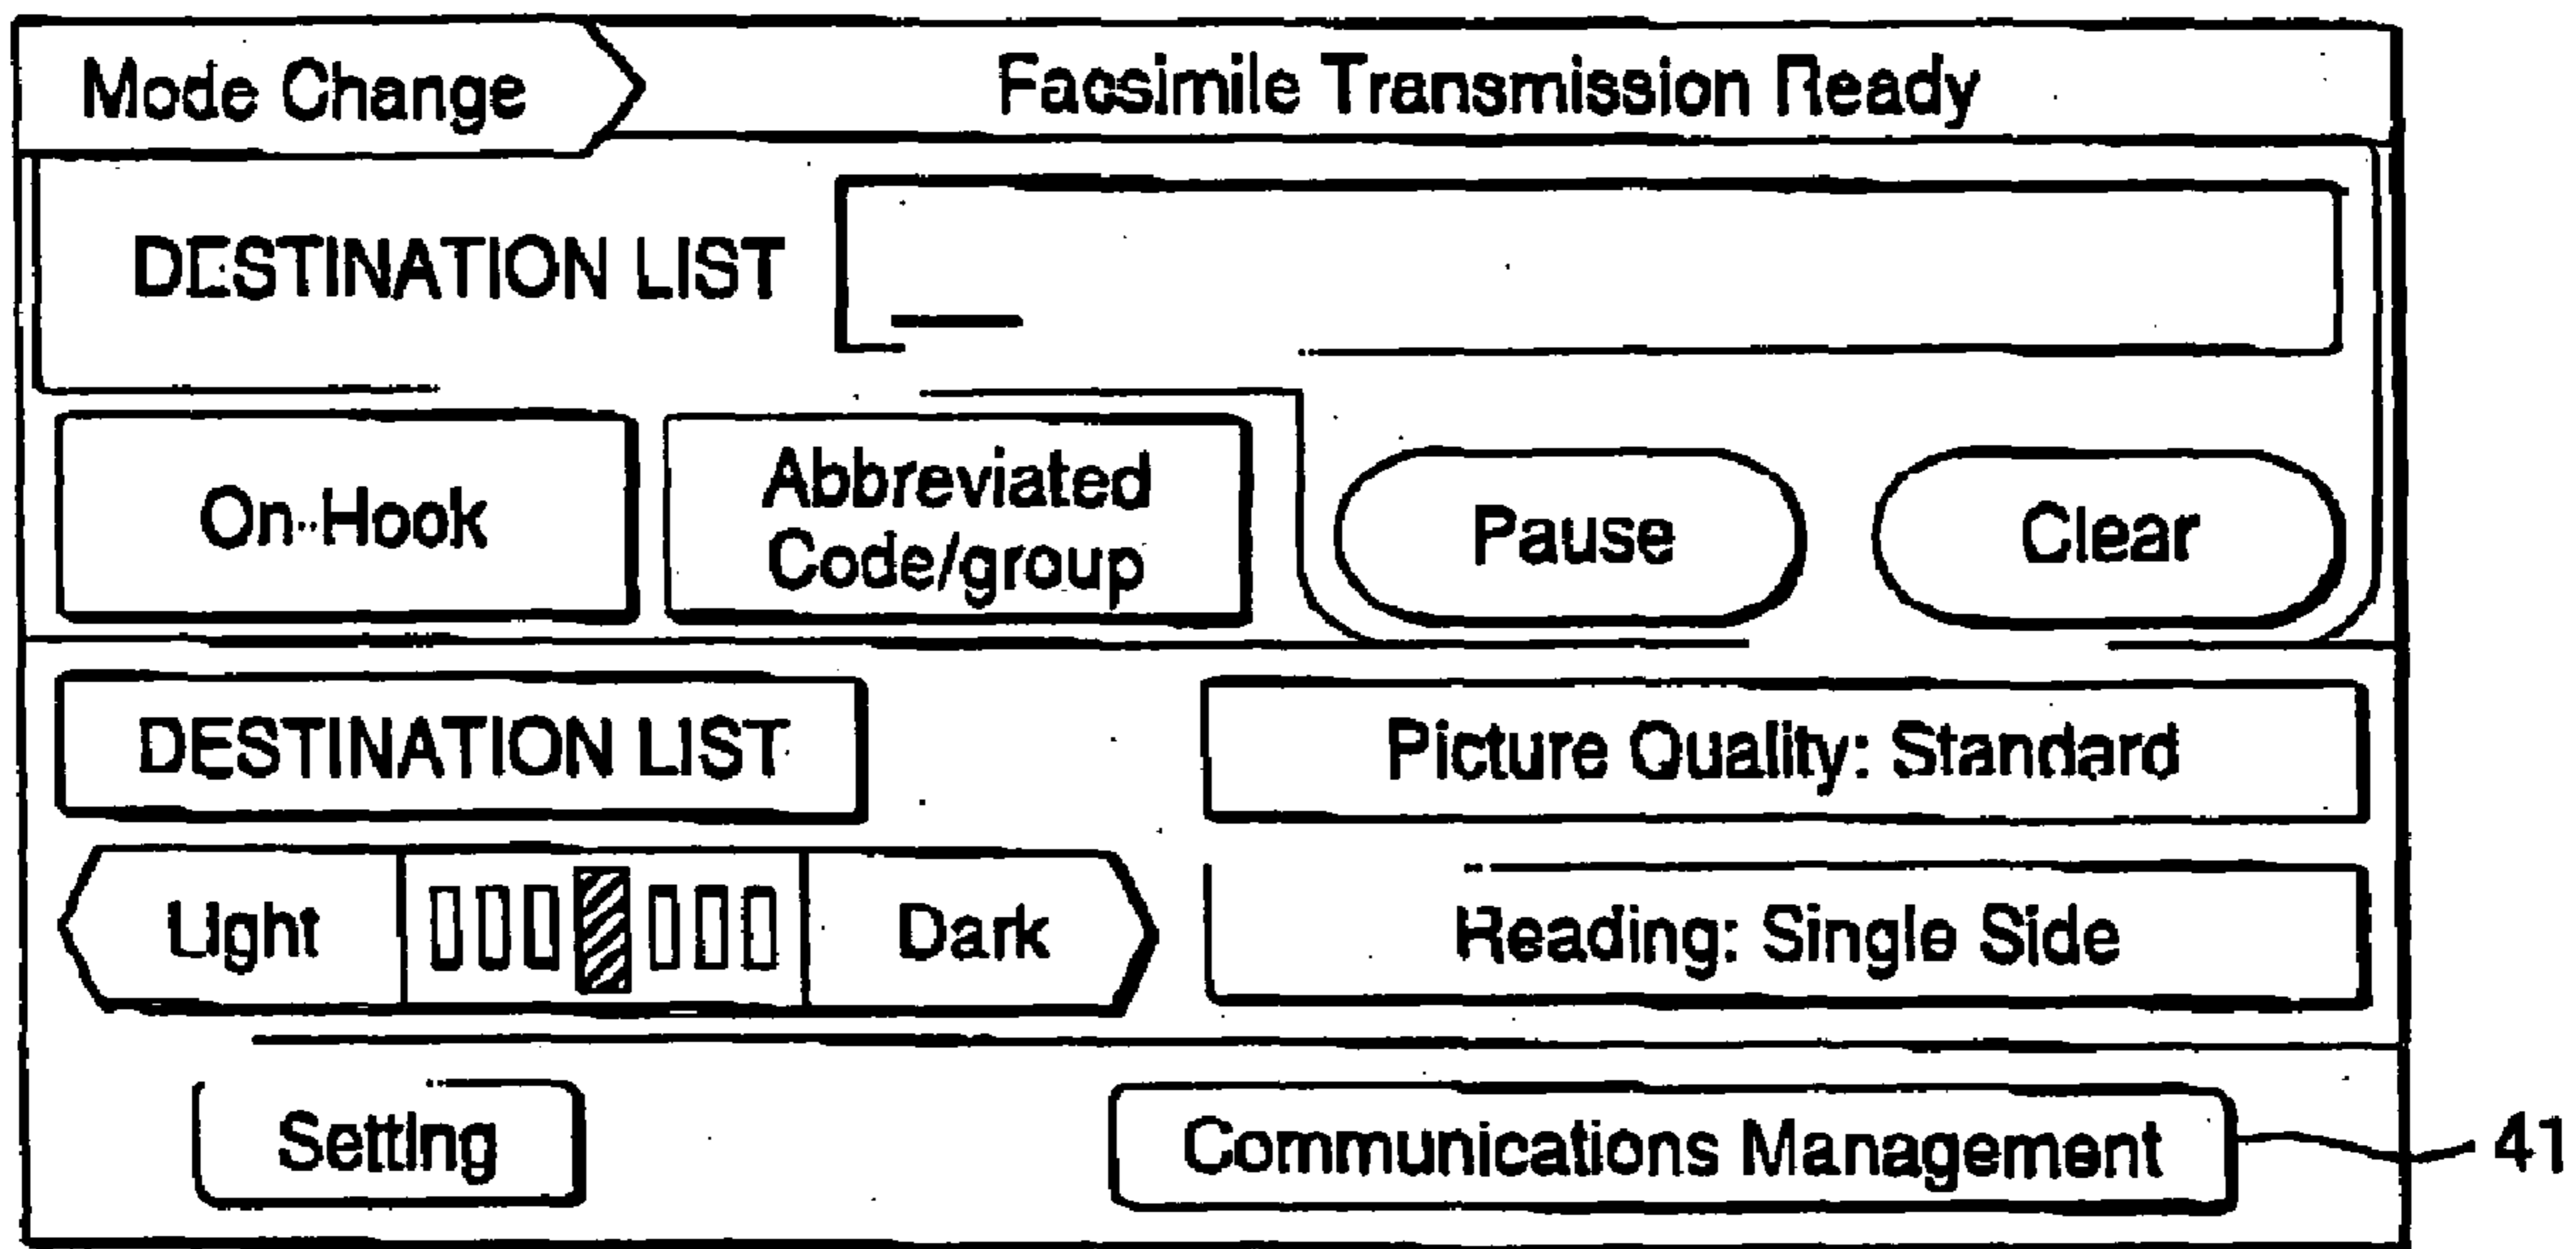 Mode Change
Facsimile Transmission Ready
DESTINATION LIST
On-Hook
Abbreviated
Code/group
Pause
Clear
DESTINATION LIST
Picture Quality: Standard
Light
Dark
Reading: Single Side
Setting
Communications Management
41